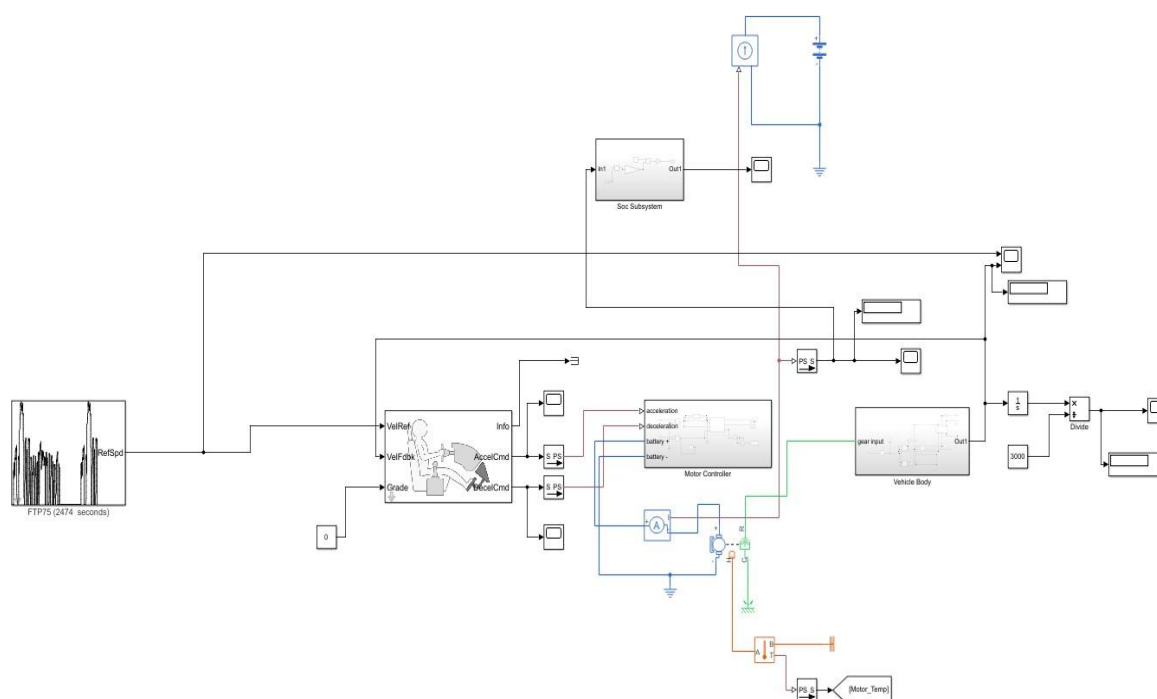 +
-
In1
Out1
Soc Subsystem
PS S
VelRef
Info
acceleration
deceleration
1
s
×
÷
RefSpd
VelFdbk
AccelCmd
S PS
battery +
gear input
Out1
Divide
battery -
3000
Motor Controller
Grade
DecelCmd
S PS
Vehicle Body
FTP75 (2474 seconds)
0
+
I
A
+
R
-
H
C
B
A
T
PS S
[Motor_Temp]